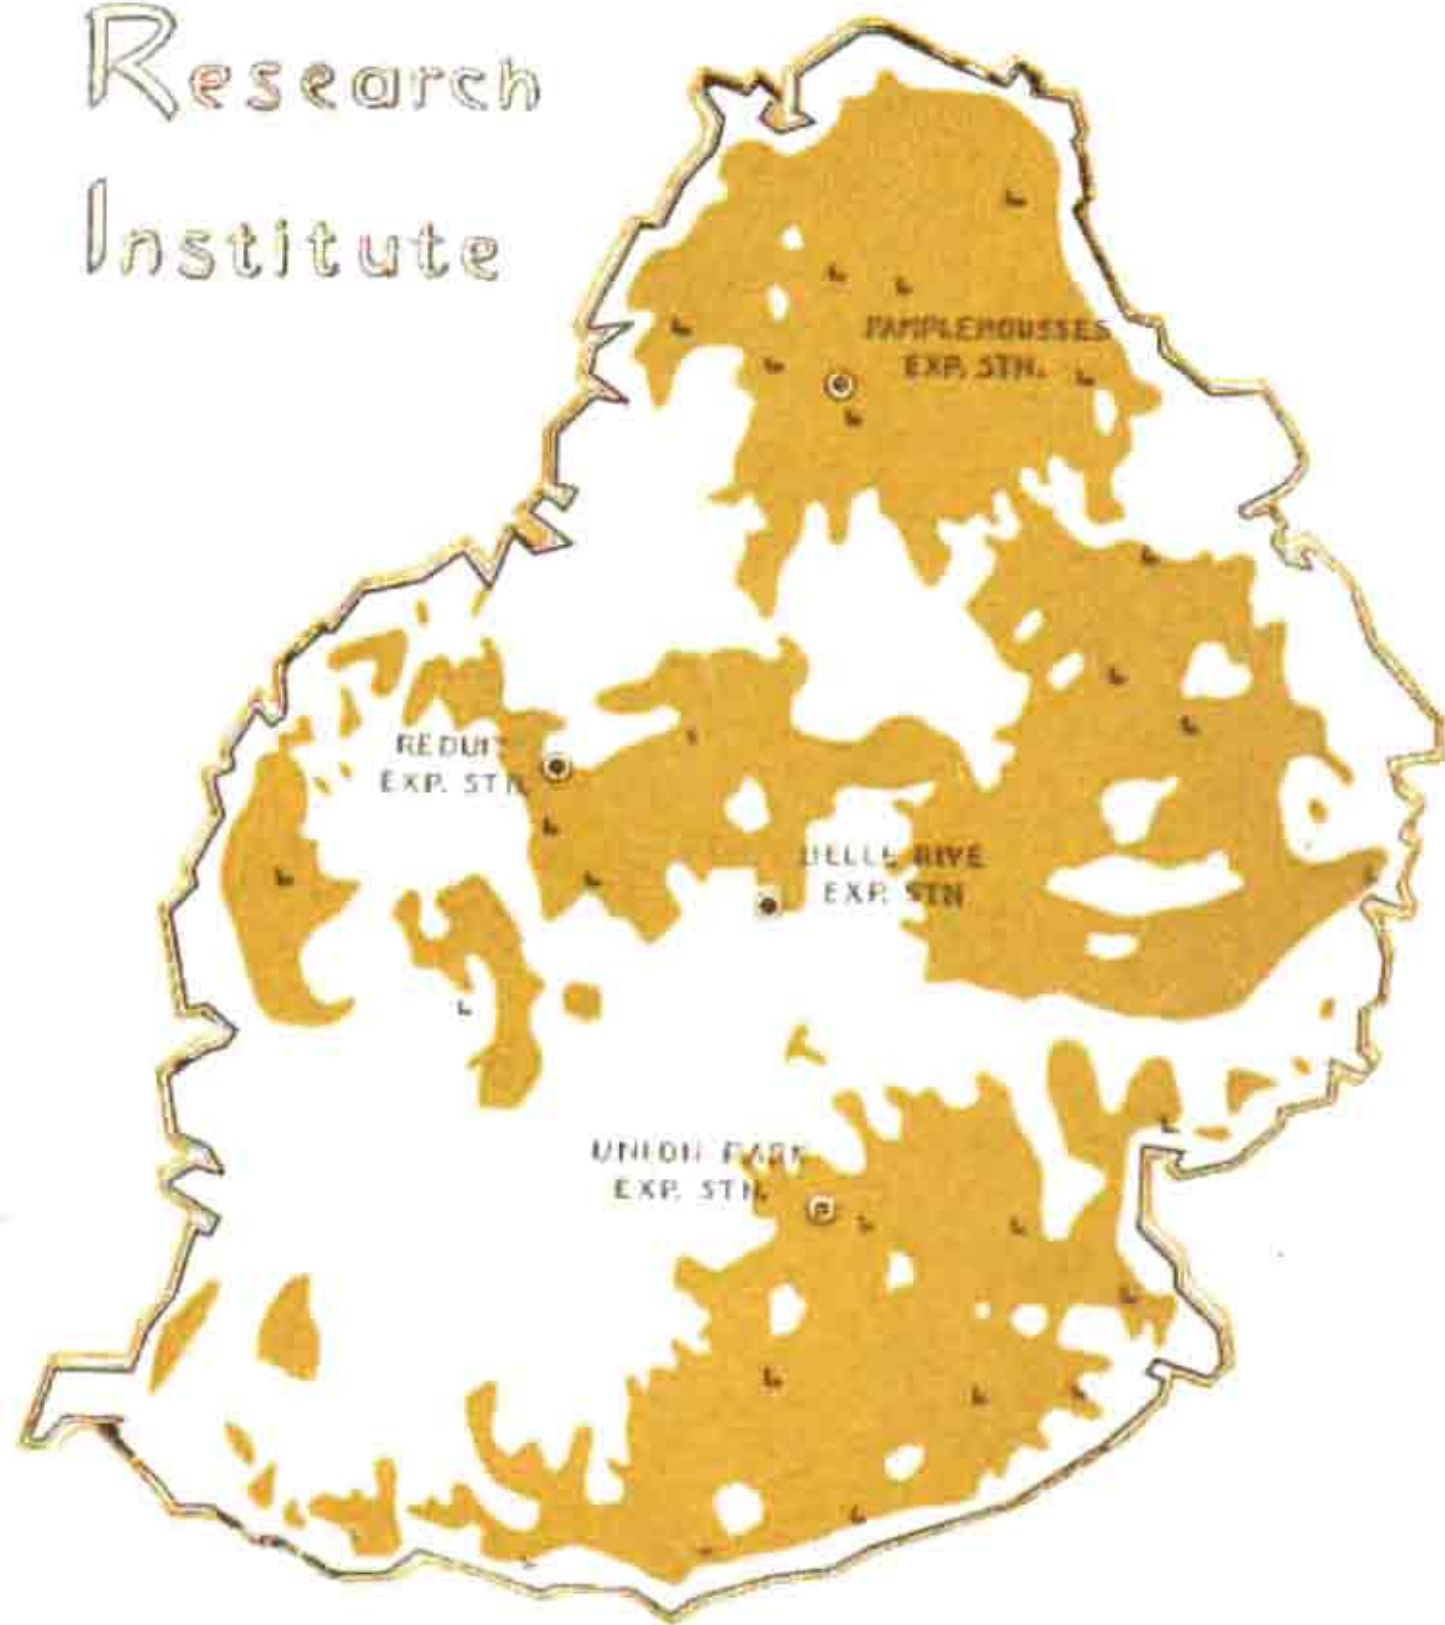 Research
Institute
PAMPLEMOUSSES
EXP. STN.
REDUIT
EXP. STN.
BELLE RIVE
EXP. STN
UNION PARK
EXP. STN.